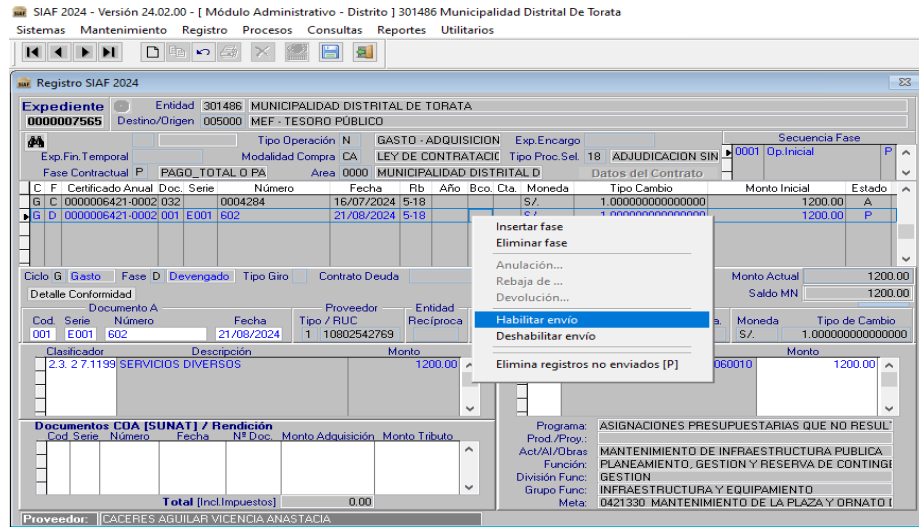 SIAF 2024 - Versión 24.02.00 - [ Módulo Administrativo - Distrito ] 301486 Municipalidad Distrital De Torata
Sistemas Mantenimiento Registro Procesos Consultas Reportes Utilitarios
Registro SIAF 2024
Expediente Entidad 301486 MUNICIPALIDAD DISTRITAL DE TORATA
0000007565 Destino/Origen 005000 MEF - TESORO PÚBLICO
Tipo Operación N GASTO - ADQUISICION Exp.Encargo Secuencia Fase
Exp.Fin.Temporal Modalidad Compra CA LEY DE CONTRATACIC Tipo Proc.Sel. 18 ADJUDICACION SIN 0001 Op.Inicial P
Fase Contractual P PAGO_TOTAL O PA Area 0000 MUNICIPALIDAD DISTRITAL D Datos del Contrato
C F Certificado Anual Doc. Serie Número Fecha Rb Año Bco. Cta. Moneda Tipo Cambio Monto Inicial Estado
G C 0000006421-0002 032 0004284 16/07/2024 5-18 S/. 1.000000000000000 1200.00 A
G D 0000006421-0002 001 E001 602 21/08/2024 5-18 S/. 1.000000000000000 1200.00 P
Insertar fase
Eliminar fase
Anulación...
Rebaja de ...
Devolución...
Habilitar envío
Deshabilitar envío
Elimina registros no enviados [P]
Ciclo G Gasto Fase D Devengado Tipo Giro Contrato Deuda Monto Actual 1200.00
Detalle Conformidad Saldo MN 1200.00
Documento A Proveedor Entidad
Cod. Serie Número Fecha Tipo / RUC Recíproca a. Moneda Tipo de Cambio
001 E001 602 21/08/2024 1 10802542769 S/. 1.000000000000000
Clasificador Descripción Monto Monto
2.3. 2 7.1199 SERVICIOS DIVERSOS 1200.00 060010 1200.00
Documentos COA [SUNAT] / Rendición
Cod Serie Número Fecha Nº Doc. Monto Adquisición Monto Tributo
Total [Incl.Impuestos] 0.00
Programa: ASIGNACIONES PRESUPUESTARIAS QUE NO RESUL
Prod./Proy.:
Act/AI/Obras MANTENIMIENTO DE INFRAESTRUCTURA PUBLICA
Función: PLANEAMIENTO, GESTION Y RESERVA DE CONTINGE
División Func: GESTION
Grupo Func: INFRAESTRUCTURA Y EQUIPAMIENTO
Meta: 0421330 MANTENIMIENTO DE LA PLAZA Y ORNATO
Proveedor: CACERES AGUILAR VICENCIA ANASTACIA